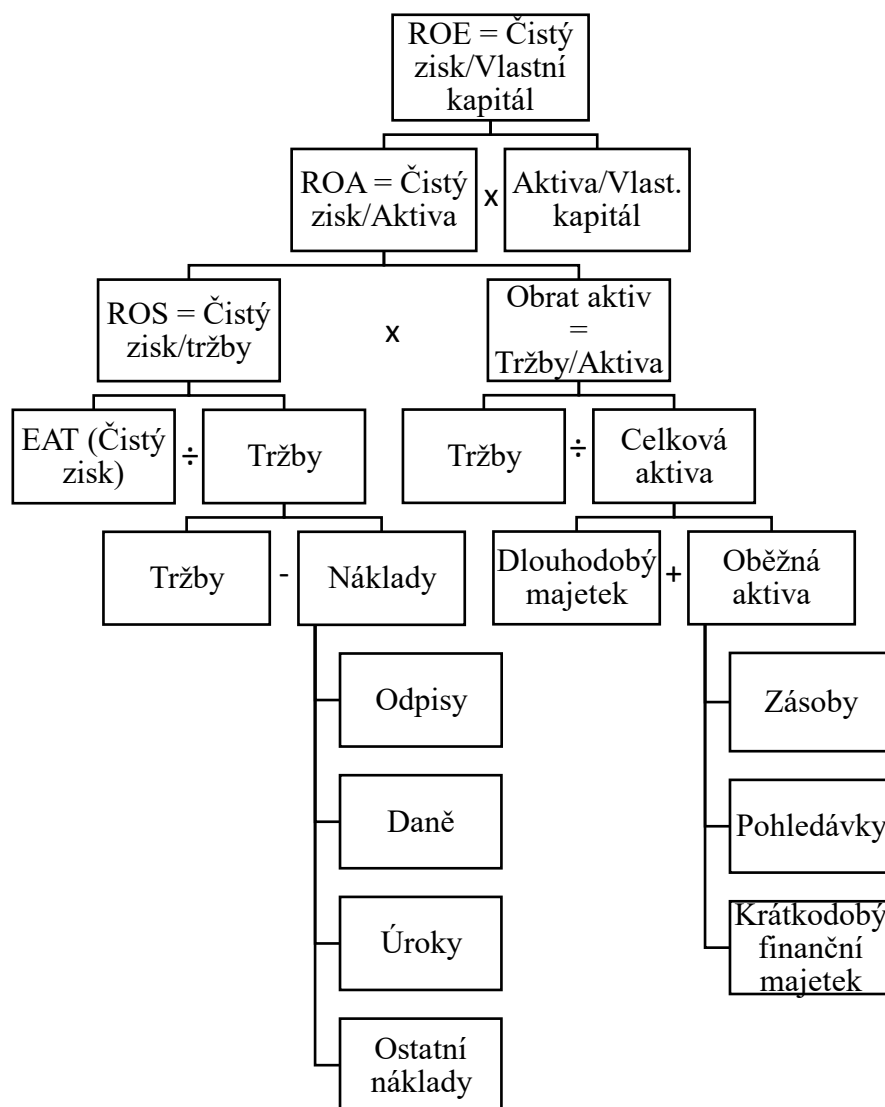 ROE = Čistý
zisk/Vlastní
kapitál
ROA = Čistý
zisk/Aktiva
x
Aktiva/Vlast.
kapitál
ROS = Čistý
zisk/tržby
x
Obrat aktiv
=
Tržby/Aktiva
EAT (Čistý
zisk)
÷
Tržby
Tržby
÷
Celková
aktiva
Tržby
-
Náklady
Dlouhodobý
majetek
+
Oběžná
aktiva
Odpisy
Daně
Úroky
Ostatní
náklady
Zásoby
Pohledávky
Krátkodobý
finanční
majetek